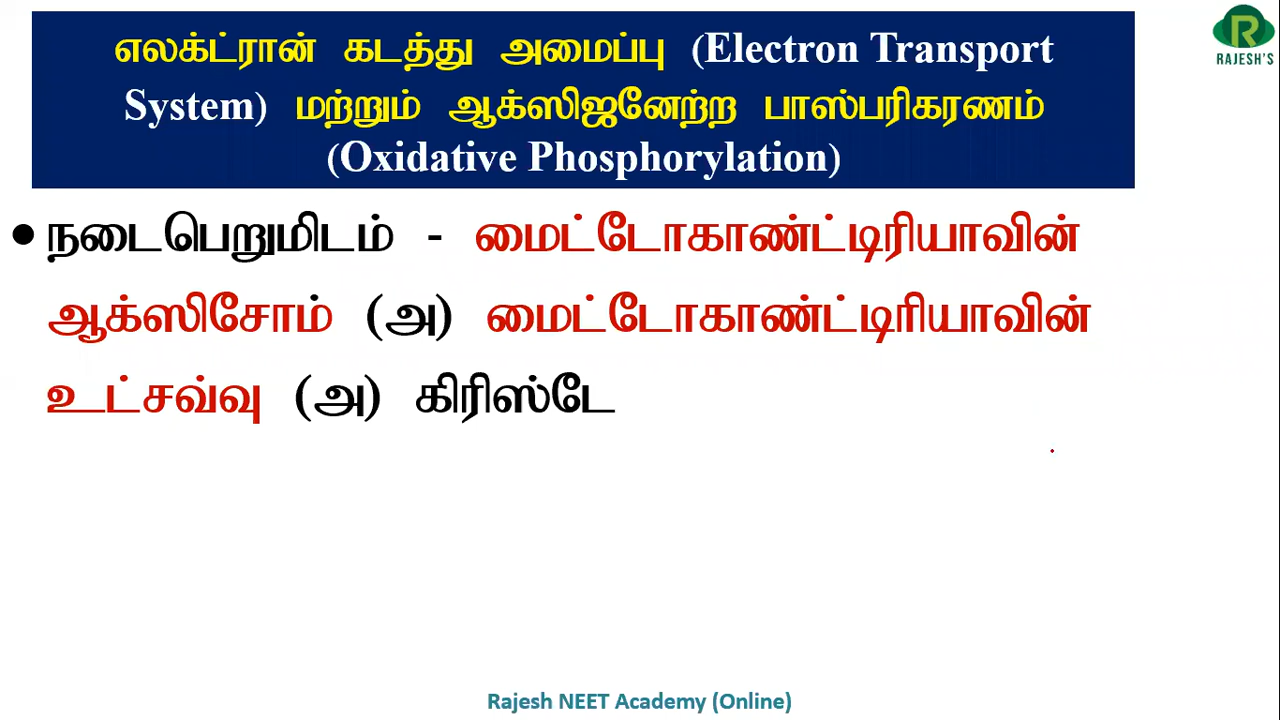 எலக்ட்ரான் கடத்து அமைப்பு (Electron Transport
System) மற்றும் ஆக்ஸிஜனேற்ற பாஸ்பரிகரணம்
(Oxidative Phosphorylation)
RAJESH'S
• நடைபெறுமிடம் - மைட்டோகாண்ட்டிரியாவின்
ஆக்ஸிசோம் (அ) மைட்டோகாண்ட்டிரியாவின்
உட்சவ்வு (அ) கிரிஸ்டே
Rajesh NEET Academy (Online)